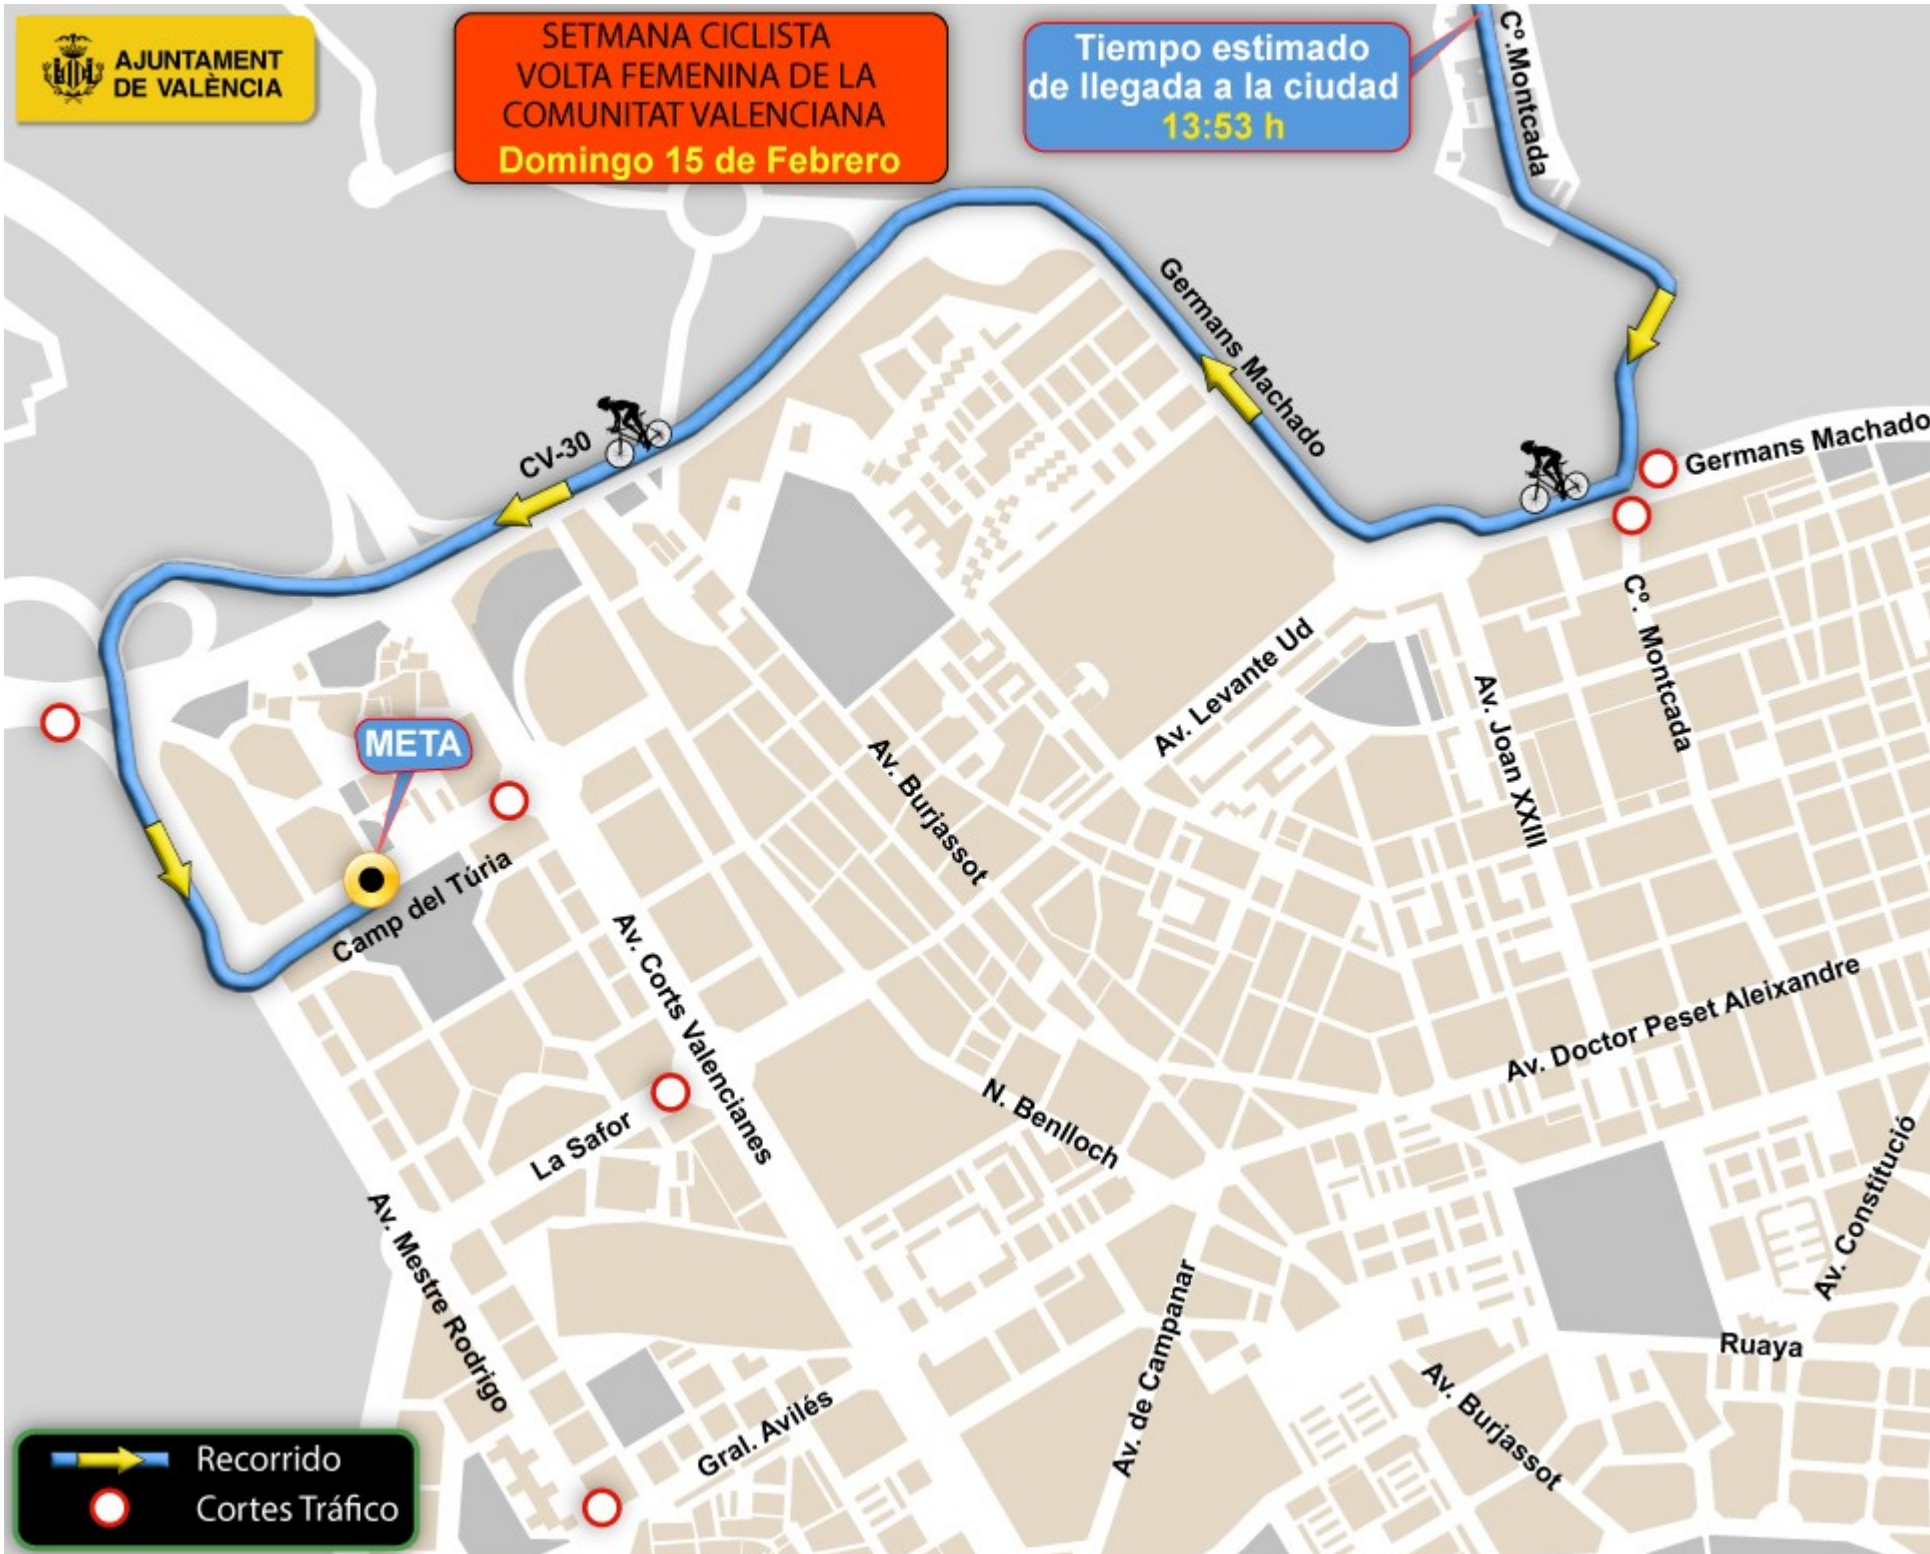 AJUNTAMENT
DE VALÈNCIA
SETMANA CICLISTA
VOLTA FEMENINA DE LA
COMUNITAT VALENCIANA
Domingo 15 de Febrero
Tiempo estimado
de llegada a la ciudad
13:53 h
Cº.Montcada
Germans Machado
Germans Machado
CV-30
Cº. Montcada
Av. Levante Ud
Av. Joan XXIII
META
Av. Burjassot
Camp del Túria
Av. Corts Valencianes
Av. Doctor Peset Aleixandre
N. Benlloch
La Safor
Av. Constitució
Av. Mestre Rodrigo
Av. de Campanar
Ruaya
Av. Burjassot
Gral. Avilés
Recorrido
Cortes Tráfico